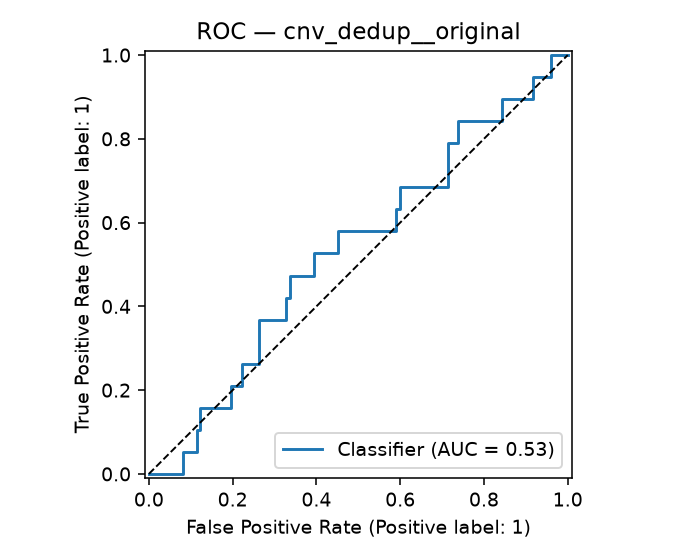 ROC — cnv_dedup__original
True Positive Rate (Positive label: 1)
1.0
0.8
0.6
0.4
0.2
0.0
Classifier (AUC = 0.53)
0.0 0.2 0.4 0.6 0.8 1.0
False Positive Rate (Positive label: 1)